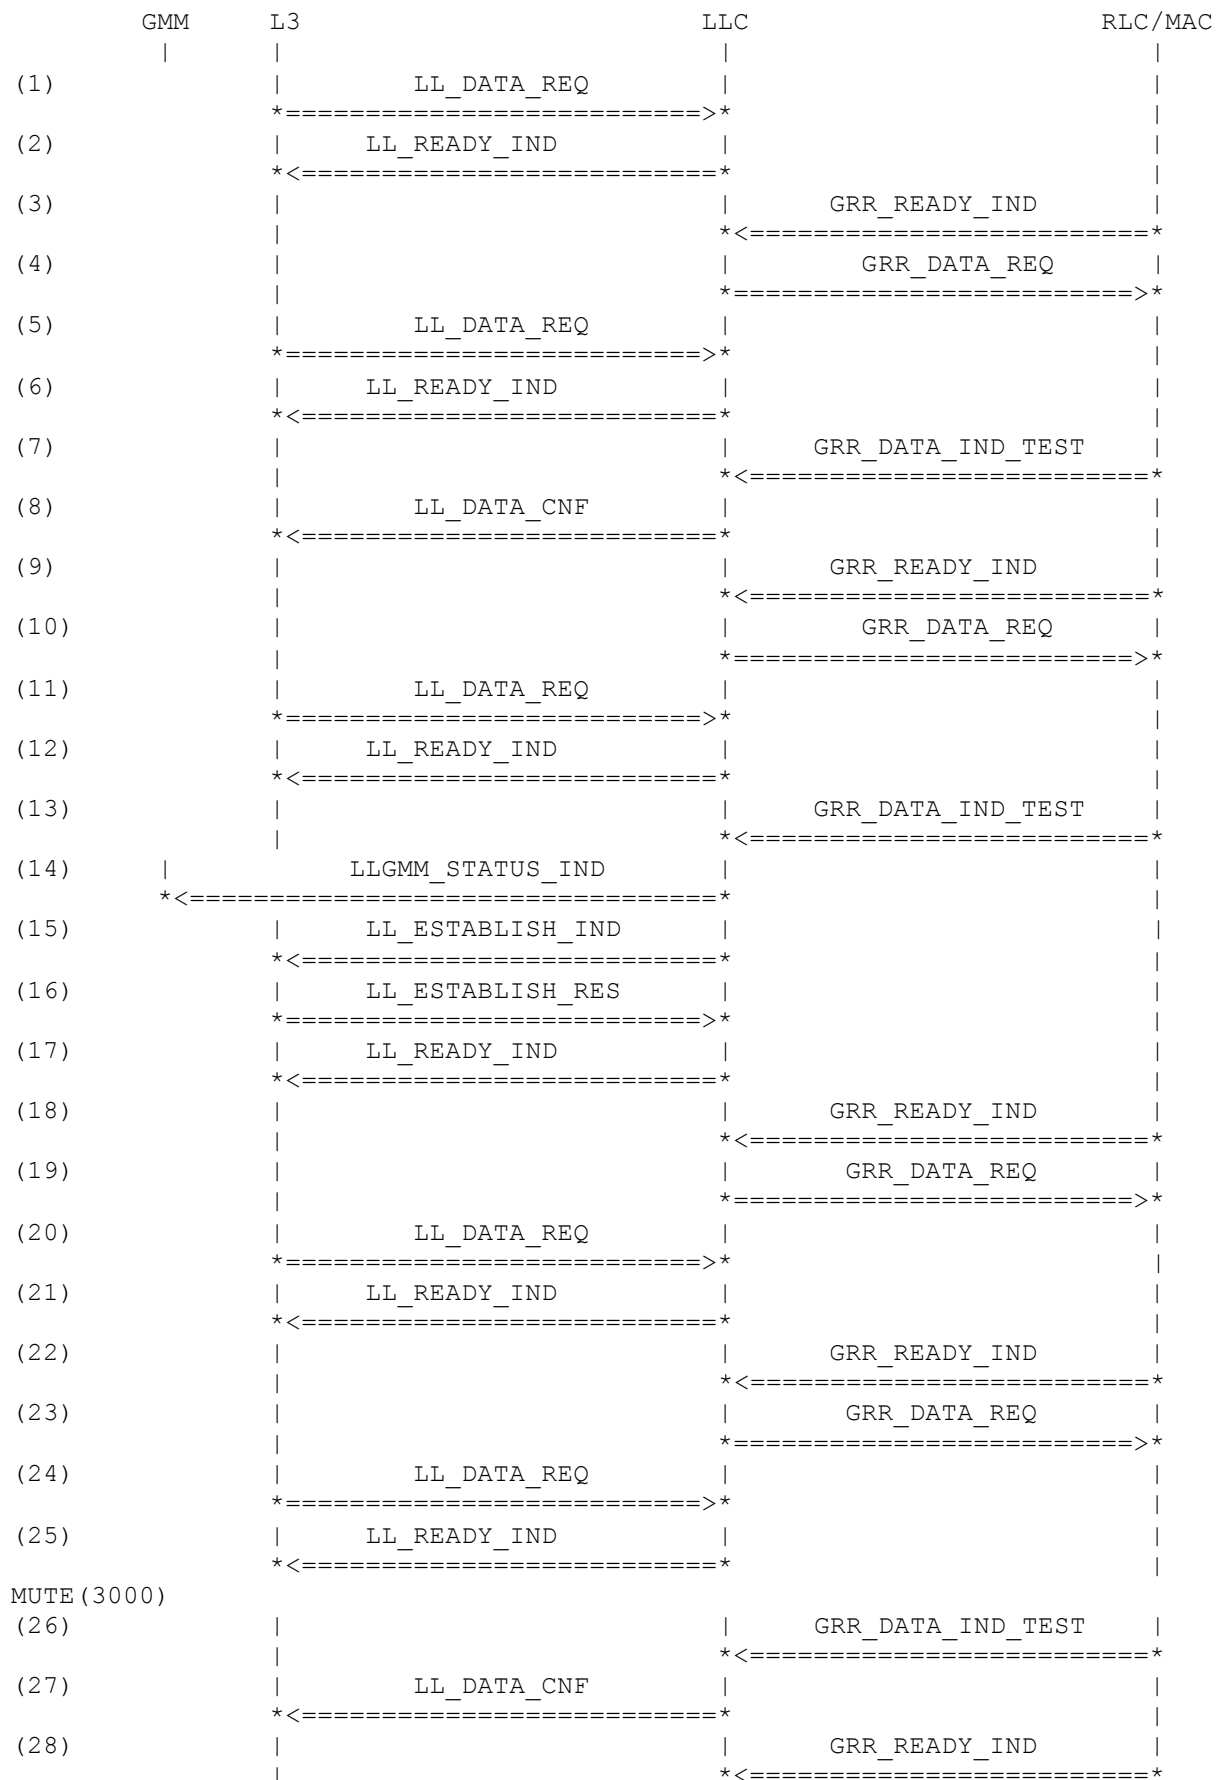 GMM     L3                         LLC                      RLC/MAC
         |      |                           |                          |
(1)             |        LL_DATA_REQ        |                          |
                *==========================>*                          |
(2)             |     LL_READY_IND          |                          |
                *<==========================*                          |
(3)             |                           |      GRR_READY_IND       |
                |                           *<=========================*
(4)             |                           |        GRR_DATA_REQ      |
                |                           *=========================>*
(5)             |        LL_DATA_REQ        |                          |
                *==========================>*                          |
(6)             |     LL_READY_IND          |                          |
                *<==========================*                          |
(7)             |                           |     GRR_DATA_IND_TEST    |
                |                           *<=========================*
(8)             |        LL_DATA_CNF        |                          |
                *<==========================*                          |
(9)             |                           |      GRR_READY_IND       |
                |                           *<=========================*
(10)            |                           |        GRR_DATA_REQ      |
                |                           *=========================>*
(11)            |        LL_DATA_REQ        |                          |
                *==========================>*                          |
(12)            |     LL_READY_IND          |                          |
                *<==========================*                          |
(13)            |                           |     GRR_DATA_IND_TEST    |
                |                           *<=========================*
(14)     |           LLGMM_STATUS_IND       |                          |
         *<=================================*                          |
(15)            |     LL_ESTABLISH_IND      |                          |
                *<==========================*                          |
(16)            |     LL_ESTABLISH_RES      |                          |
                *==========================>*                          |
(17)            |     LL_READY_IND          |                          |
                *<==========================*                          |
(18)            |                           |      GRR_READY_IND       |
                |                           *<=========================*
(19)            |                           |       GRR_DATA_REQ       |
                |                           *=========================>*
(20)            |        LL_DATA_REQ        |                          |
                *==========================>*                          |
(21)            |     LL_READY_IND          |                          |
                *<==========================*                          |
(22)            |                           |      GRR_READY_IND       |
                |                           *<=========================*
(23)            |                           |       GRR_DATA_REQ       |
                |                           *=========================>*
(24)            |        LL_DATA_REQ        |                          |
                *==========================>*                          |
(25)            |     LL_READY_IND          |                          |
                *<==========================*                          |
MUTE(3000)
(26)            |                           |     GRR_DATA_IND_TEST    |
                |                           *<=========================*
(27)            |        LL_DATA_CNF        |                          |
                *<==========================*                          |
(28)            |                           |      GRR_READY_IND       |
                |                           *<=========================*